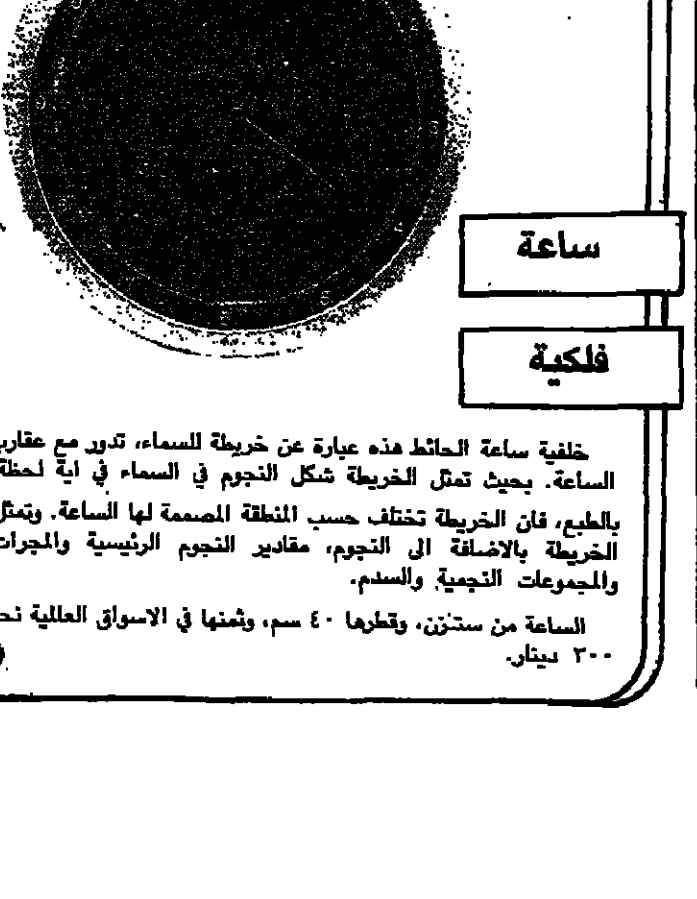 ساعة
فلكية
خلفية ساعة الحائط هذه عبارة عن خريطة للسماء، تدور مع عقارب
الساعة. بحيث تمثل الخريطة شكل النجوم في السماء في اية لحظة
بالطبع، فان الخريطة تختلف حسب المنطقة المصممة لها الساعة. وتمثل
الخريطة بالاضافة الى النجوم، مقادير النجوم الرئيسية والمجرات
والمجموعات النجمية والسدم.
الساعة من ستنزن، وقطرها ٤٠ سم، وثمنها في الاسواق العالمية نحو
٣٠٠ دينار.